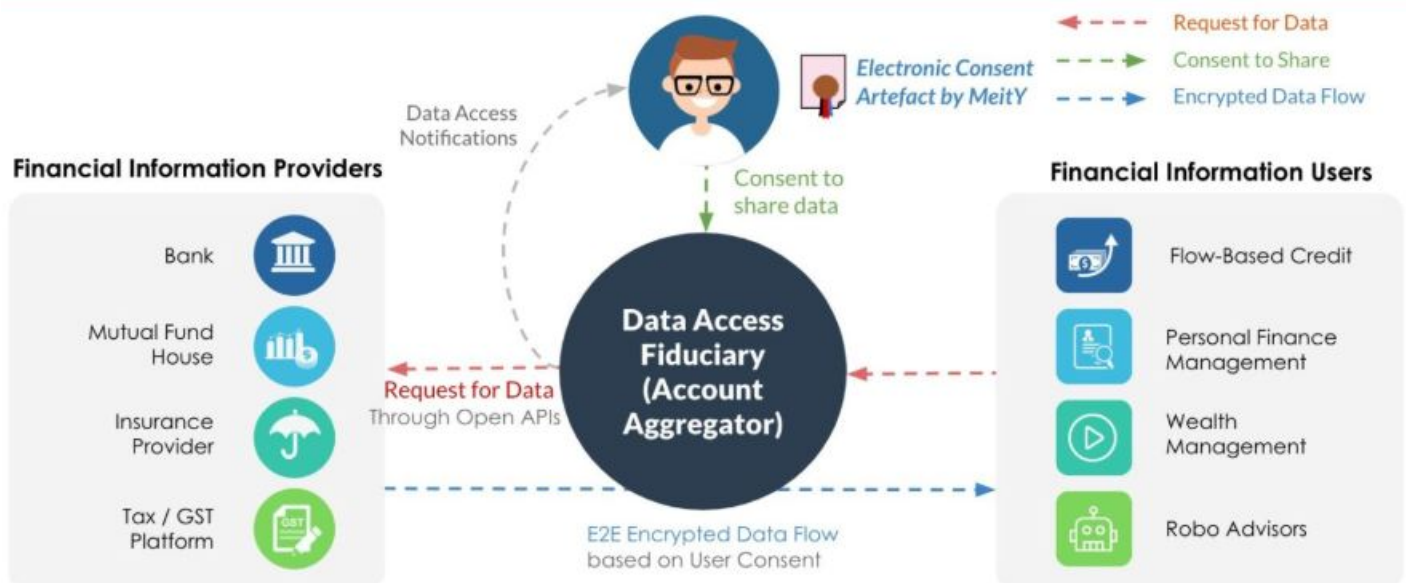 Request for Data
Consent to Share
Encrypted Data Flow
Electronic Consent
Artefact by MeitY
Data Access
Notifications
Consent to
share data
Financial Information Providers
Bank
Mutual Fund
House
Insurance
Provider
Tax / GST
Platform
GST
Request for Data
Through Open APIs
Data Access
Fiduciary
(Account
Aggregator)
E2E Encrypted Data Flow
based on User Consent
Financial Information Users
Flow-Based Credit
Personal Finance
Management
Wealth
Management
Robo Advisors